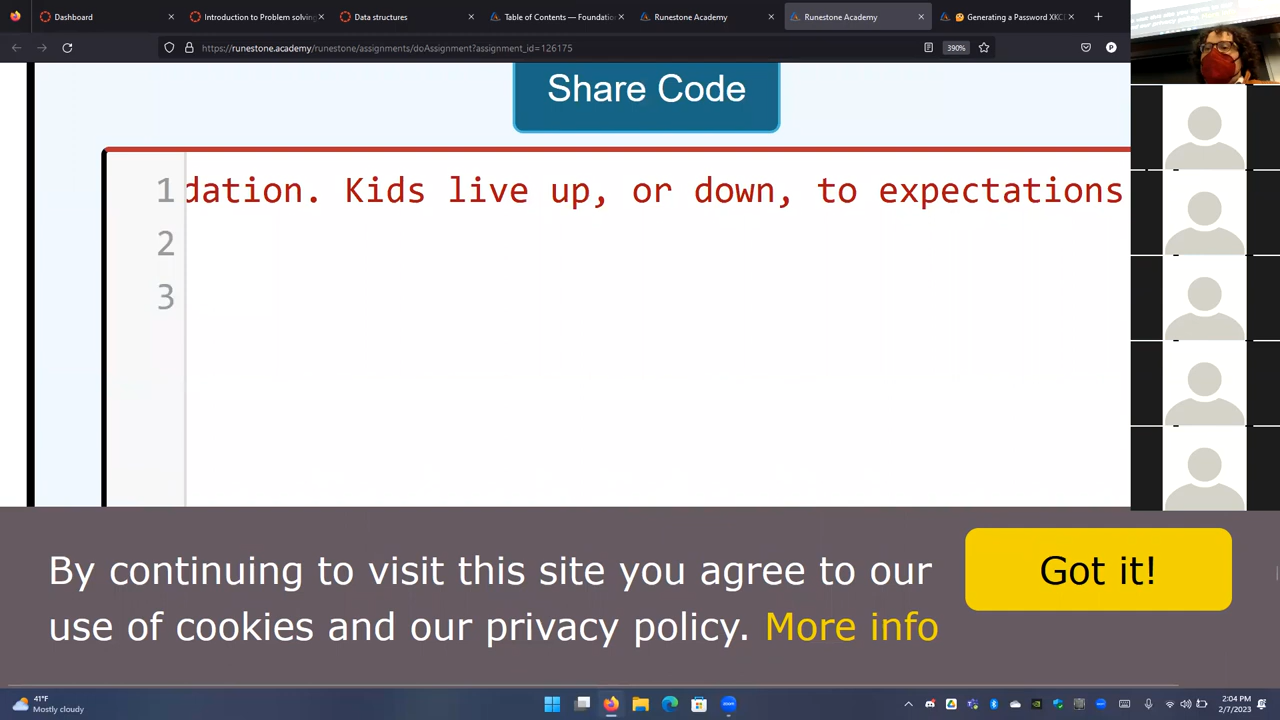 Dashboard
Introduction to Problem solving
Data structures
Table of Contents — Foundation
Runestone Academy
Runestone Academy
Generating a Password XKC
https://runestone.academy/runestone/assignments/doAssignment?assignment_id=126175
390%
P
Share Code
1 dation. Kids live up, or down, to expectations
2
3
By continuing to visit this site you agree to our
use of cookies and our privacy policy. More info
Got it!
41°F
Mostly cloudy
2:04 PM
2/7/2023